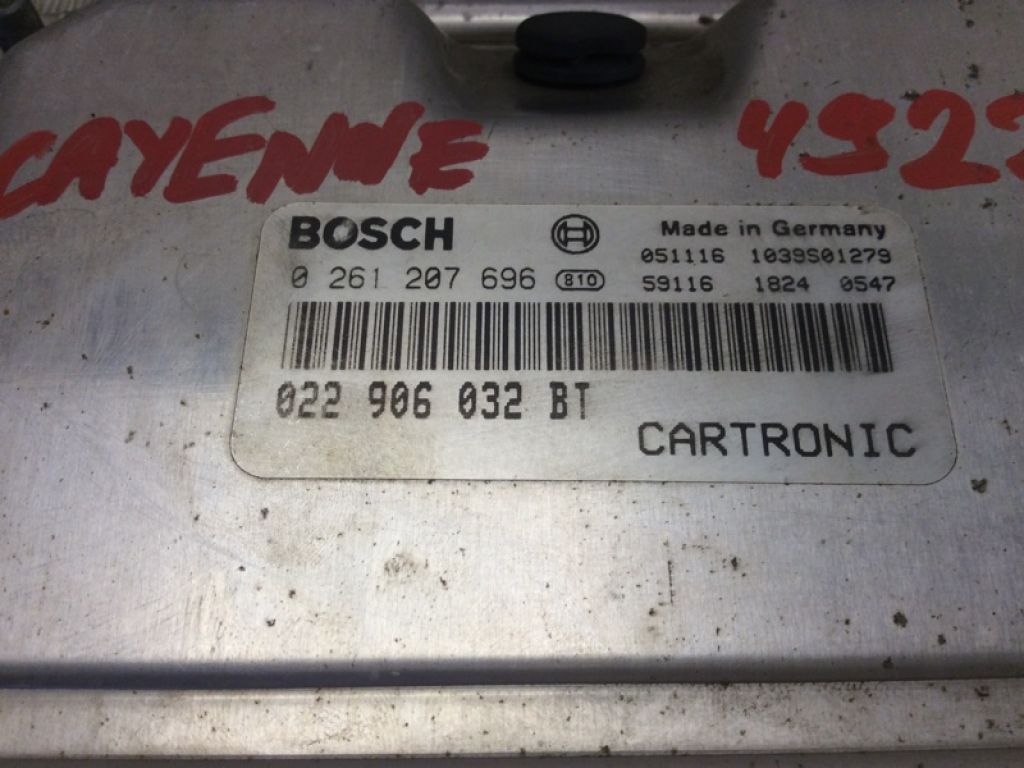 CAYENNE
BOSCH
Made in Germany
051116 1039S01279
0 261 207 696 810
59116 1824 0547
022 906 032 BT
CARTRONIC